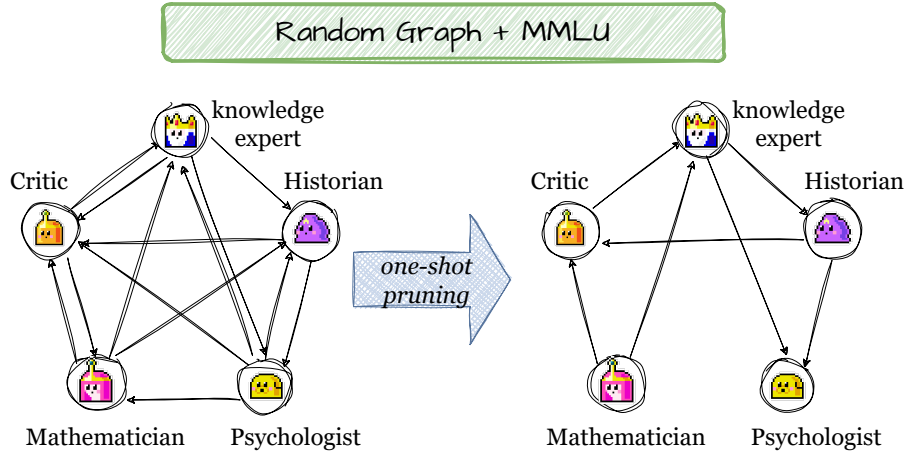 Random Graph + MMLU
knowledge
expert
Critic
Historian
Mathematician
Psychologist
one-shot
pruning
knowledge
expert
Critic
Historian
Mathematician
Psychologist